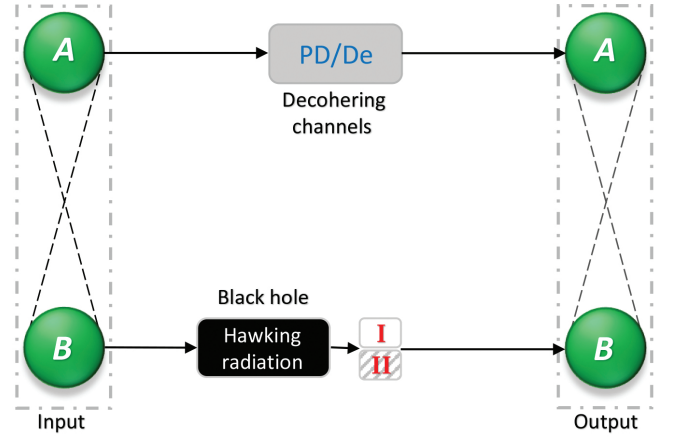 A
PD/De
A
Decohering
channels
Black hole
B
Hawking
radiation
I
II
B
Input
Output